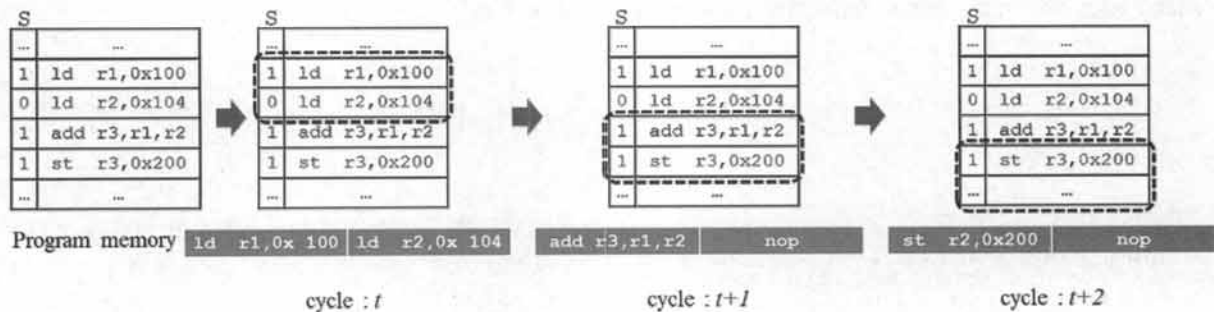 S
... ...
1 ld r1,0x100
0 ld r2,0x104
1 add r3,r1,r2
1 st r3,0x200
... ...
S
... ...
1 ld r1,0x100
0 ld r2,0x104
1 add r3,r1,r2
1 st r3,0x200
... ...
S
... ...
1 ld r1,0x100
0 ld r2,0x104
1 add r3,r1,r2
1 st r3,0x200
... ...
S
... ...
1 ld r1,0x100
0 ld r2,0x104
1 add r3,r1,r2
1 st r3,0x200
... ...
Program memory ld r1,0x 100 ld r2,0x 104 add r3,r1,r2 nop st r2,0x200 nop
cycle : t cycle : t+1 cycle : t+2